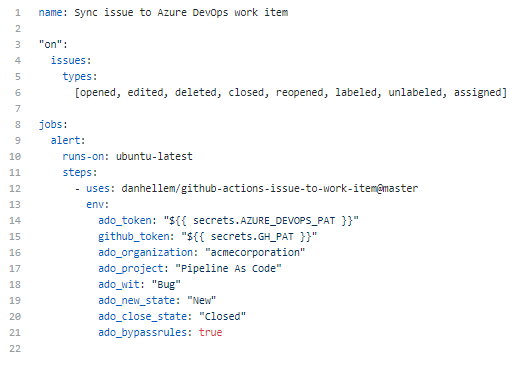 1 name: Sync issue to Azure DevOps work item
2
3 "on":
4 issues:
5 types:
6 [opened, edited, deleted, closed, reopened, labeled, unlabeled, assigned]
7
8 jobs:
9 alert:
10 runs-on: ubuntu-latest
11 steps:
12 - uses: danhellem/github-actions-issue-to-work-item@master
13 env:
14 ado_token: "${{ secrets.AZURE_DEVOPS_PAT }}"
15 github_token: "${{ secrets.GH_PAT }}"
16 ado_organization: "acmecorporation"
17 ado_project: "Pipeline As Code"
18 ado_wit: "Bug"
19 ado_new_state: "New"
20 ado_close_state: "Closed"
21 ado_bypassrules: true
22